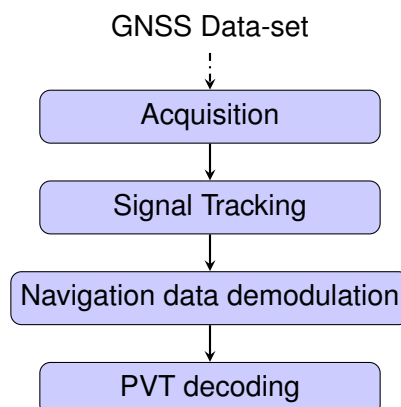 GNSS Data-set
Acquisition
Signal Tracking
Navigation data demodulation
PVT decoding